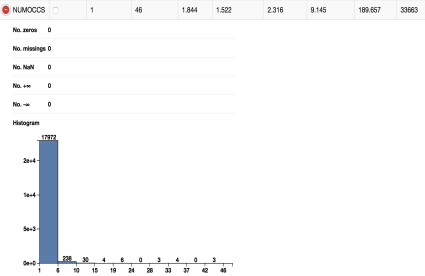 NUMOCCS 1 46 1.844 1.522 2.316 9.145 189.657 33663
No. zeros 0
No. missings 0
No. NaN 0
No. +∞ 0
No. -∞ 0
Histogram
17972
2e+4
1e+4
5e+3
238 30 4 6 0 3 4 0 3
0e+0
1 6 10 15 19 24 28 33 37 42 46